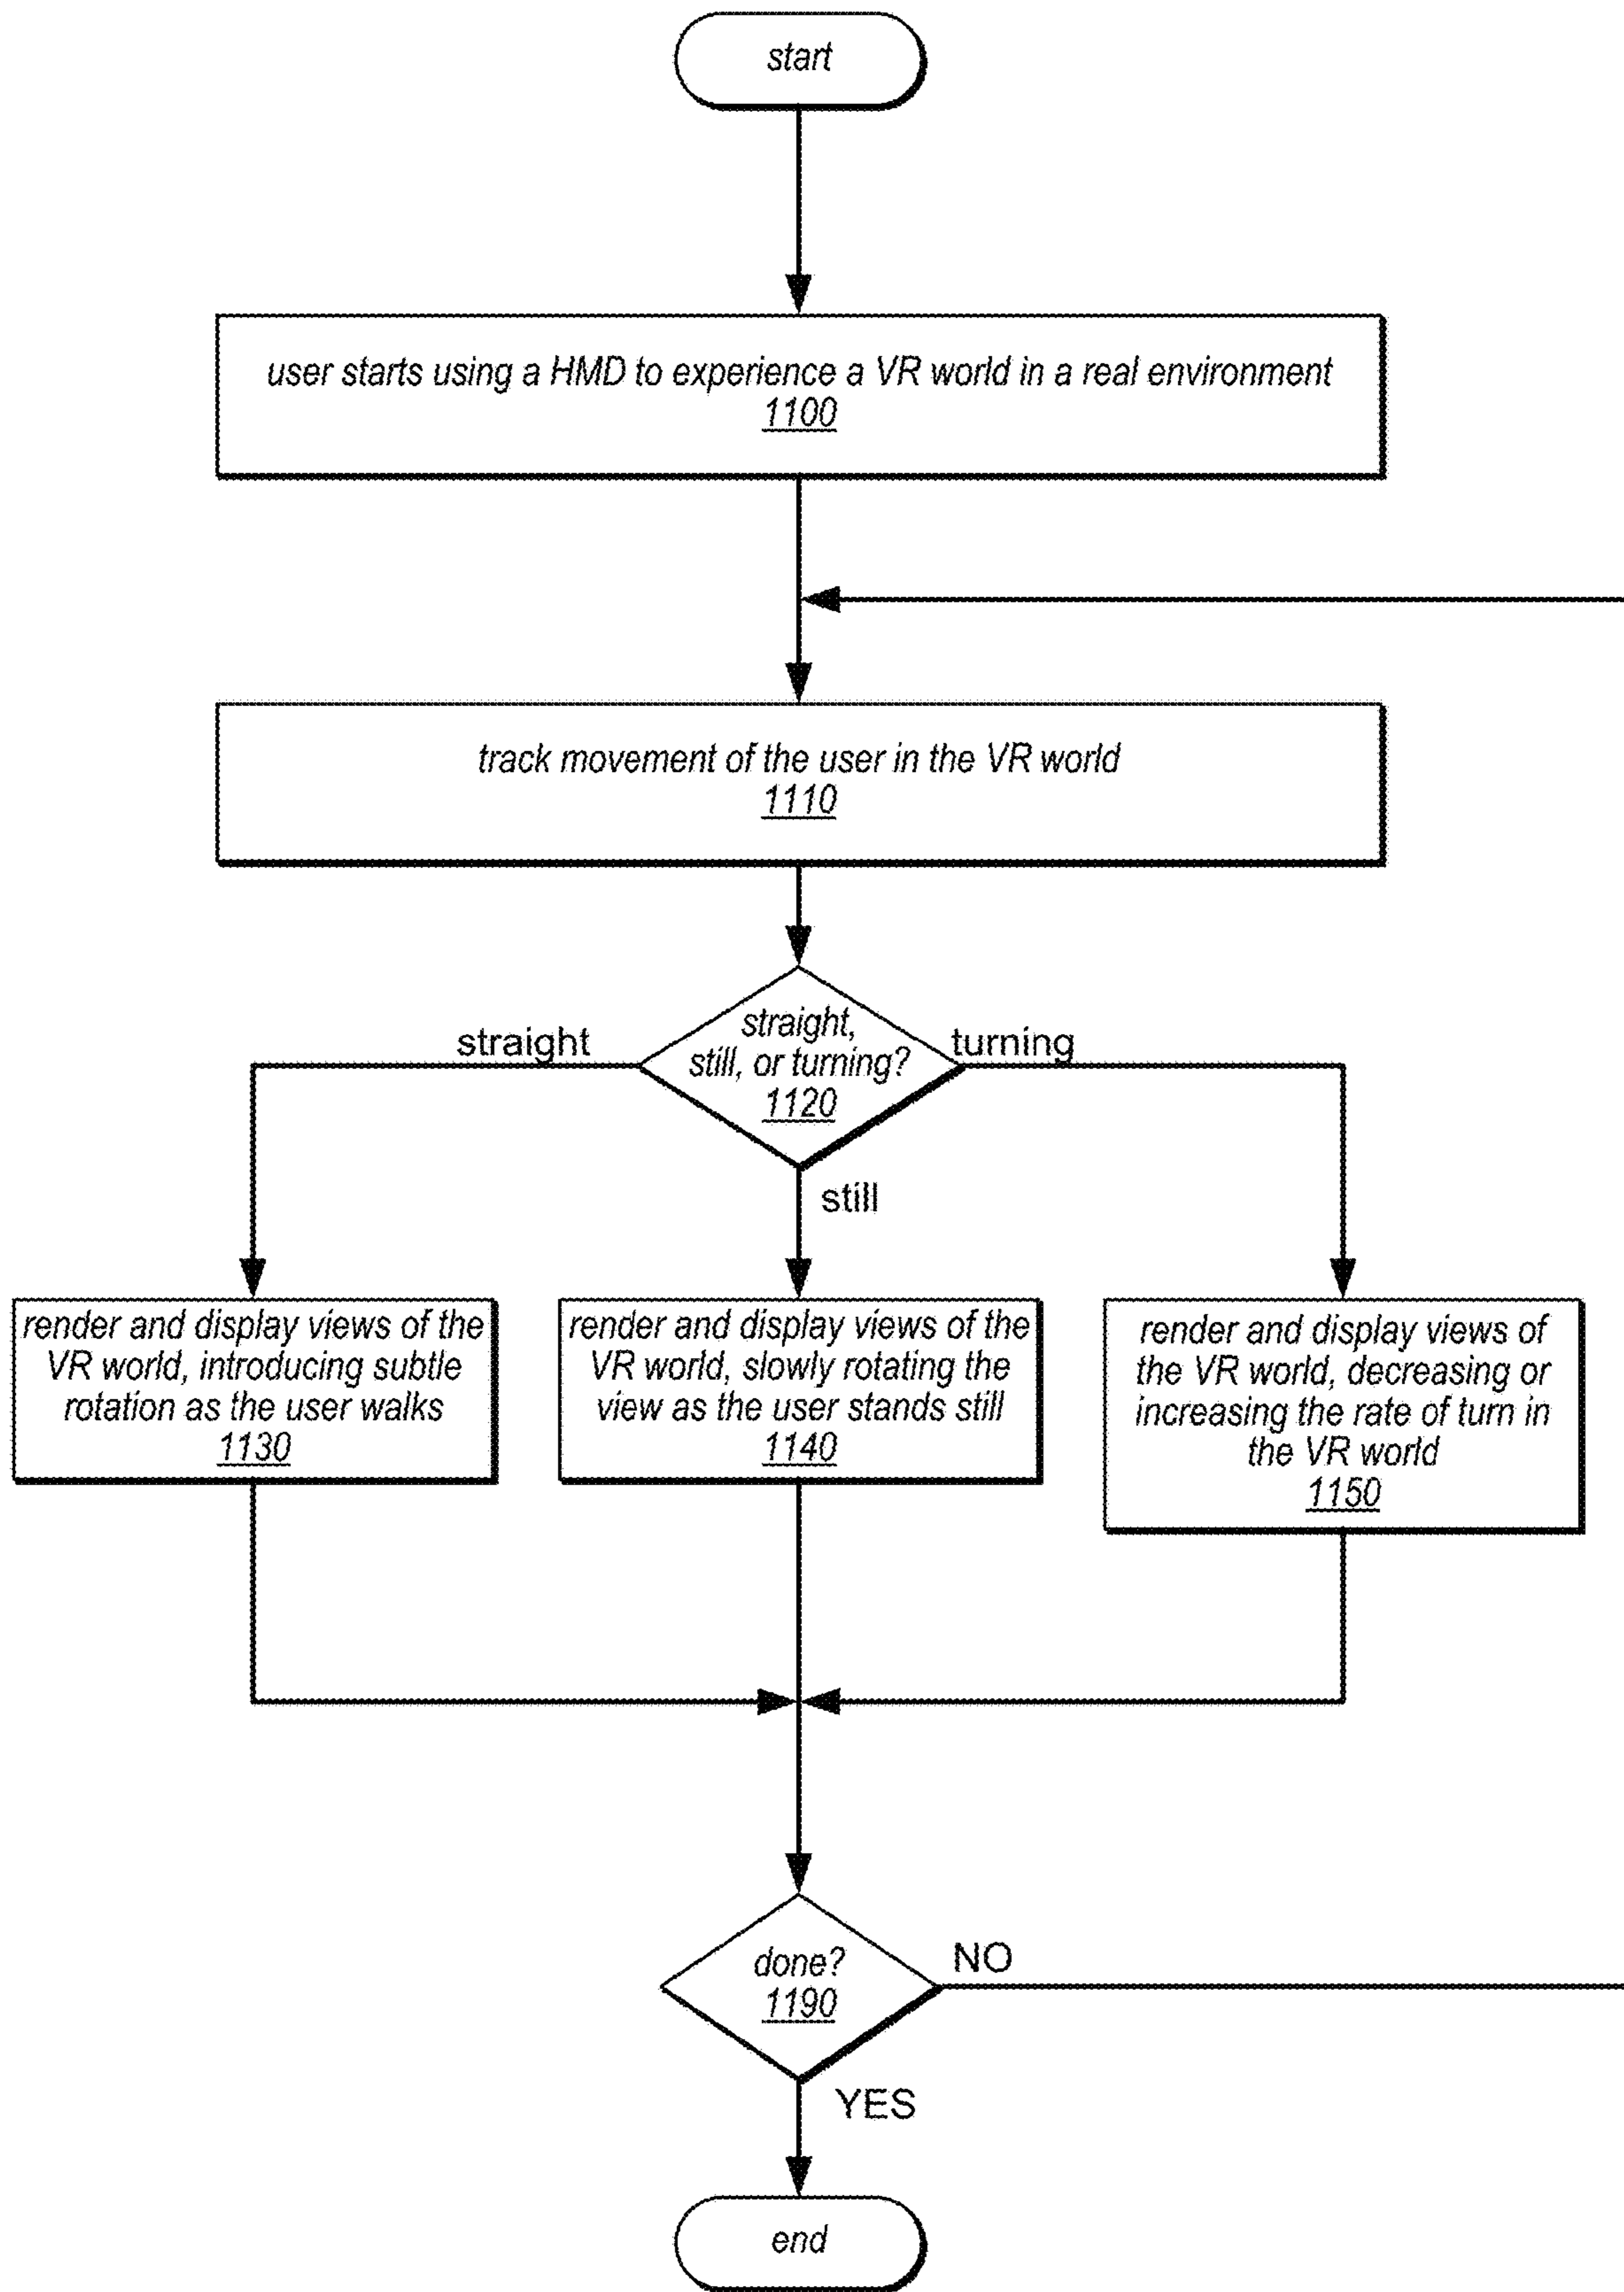 start
user starts using a HMD to experience a VR world in a real environment
1100
track movement of the user in the VR world
1110
straight,
still, or turning?
1120
straight
turning
still
render and display views of the
VR world, introducing subtle
rotation as the user walks
1130
render and display views of the
VR world, slowly rotating the
view as the user stands still
1140
render and display views of
the VR world, decreasing or
increasing the rate of turn in
the VR world
1150
done?
1190
NO
YES
end